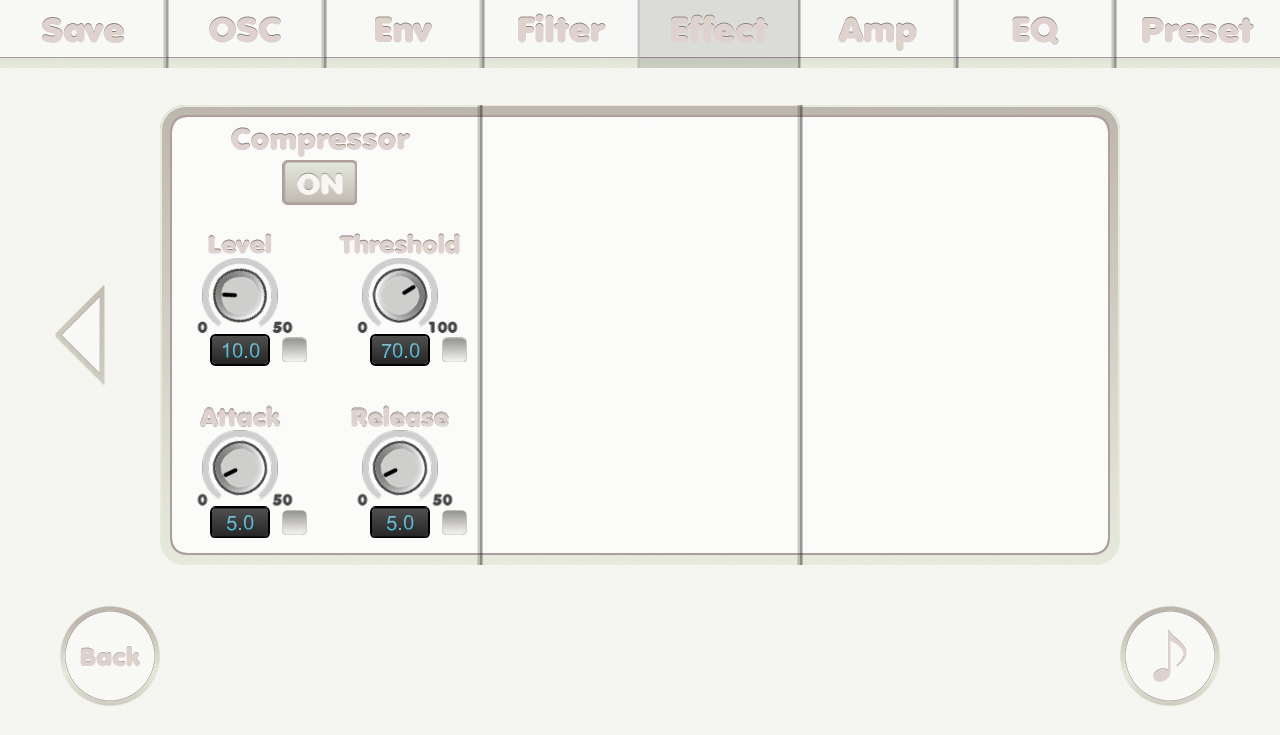 Save OSC Env Filter Effect Amp EQ Preset
Compressor
ON
Level Threshold
0 50 0 100
10.0 70.0
Attack Release
0 50 0 50
5.0 5.0
Back